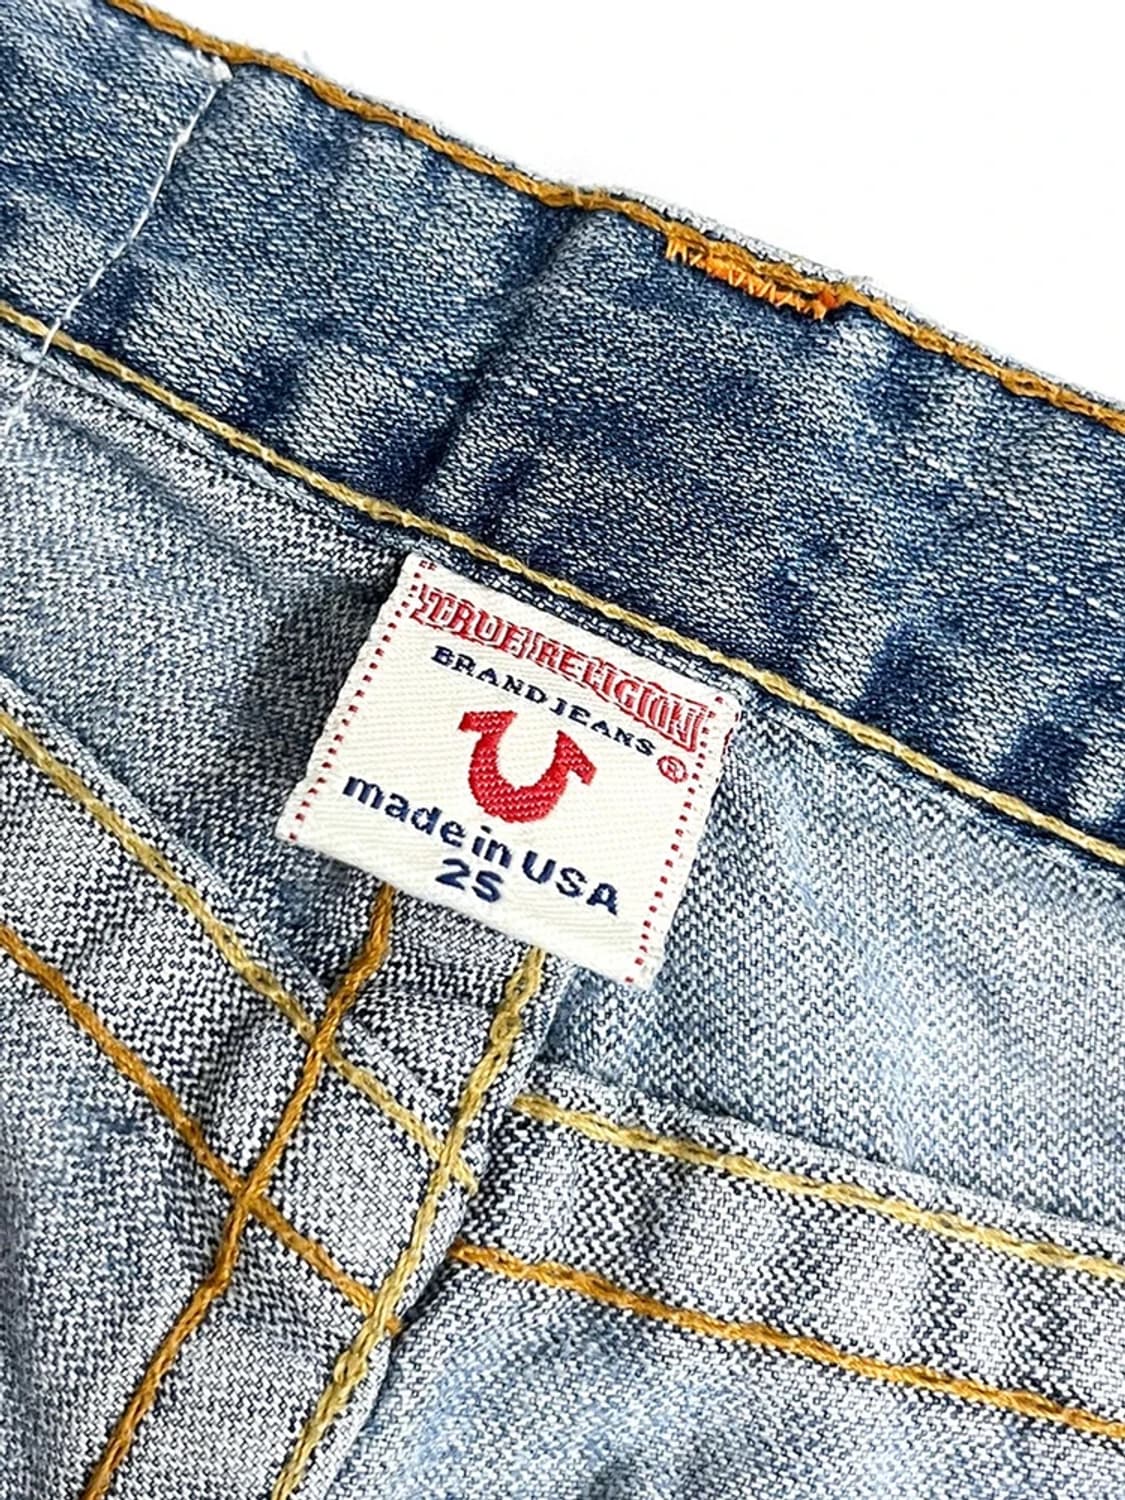 TRUE RELIGION
BRAND JEANS ®
made in USA
25